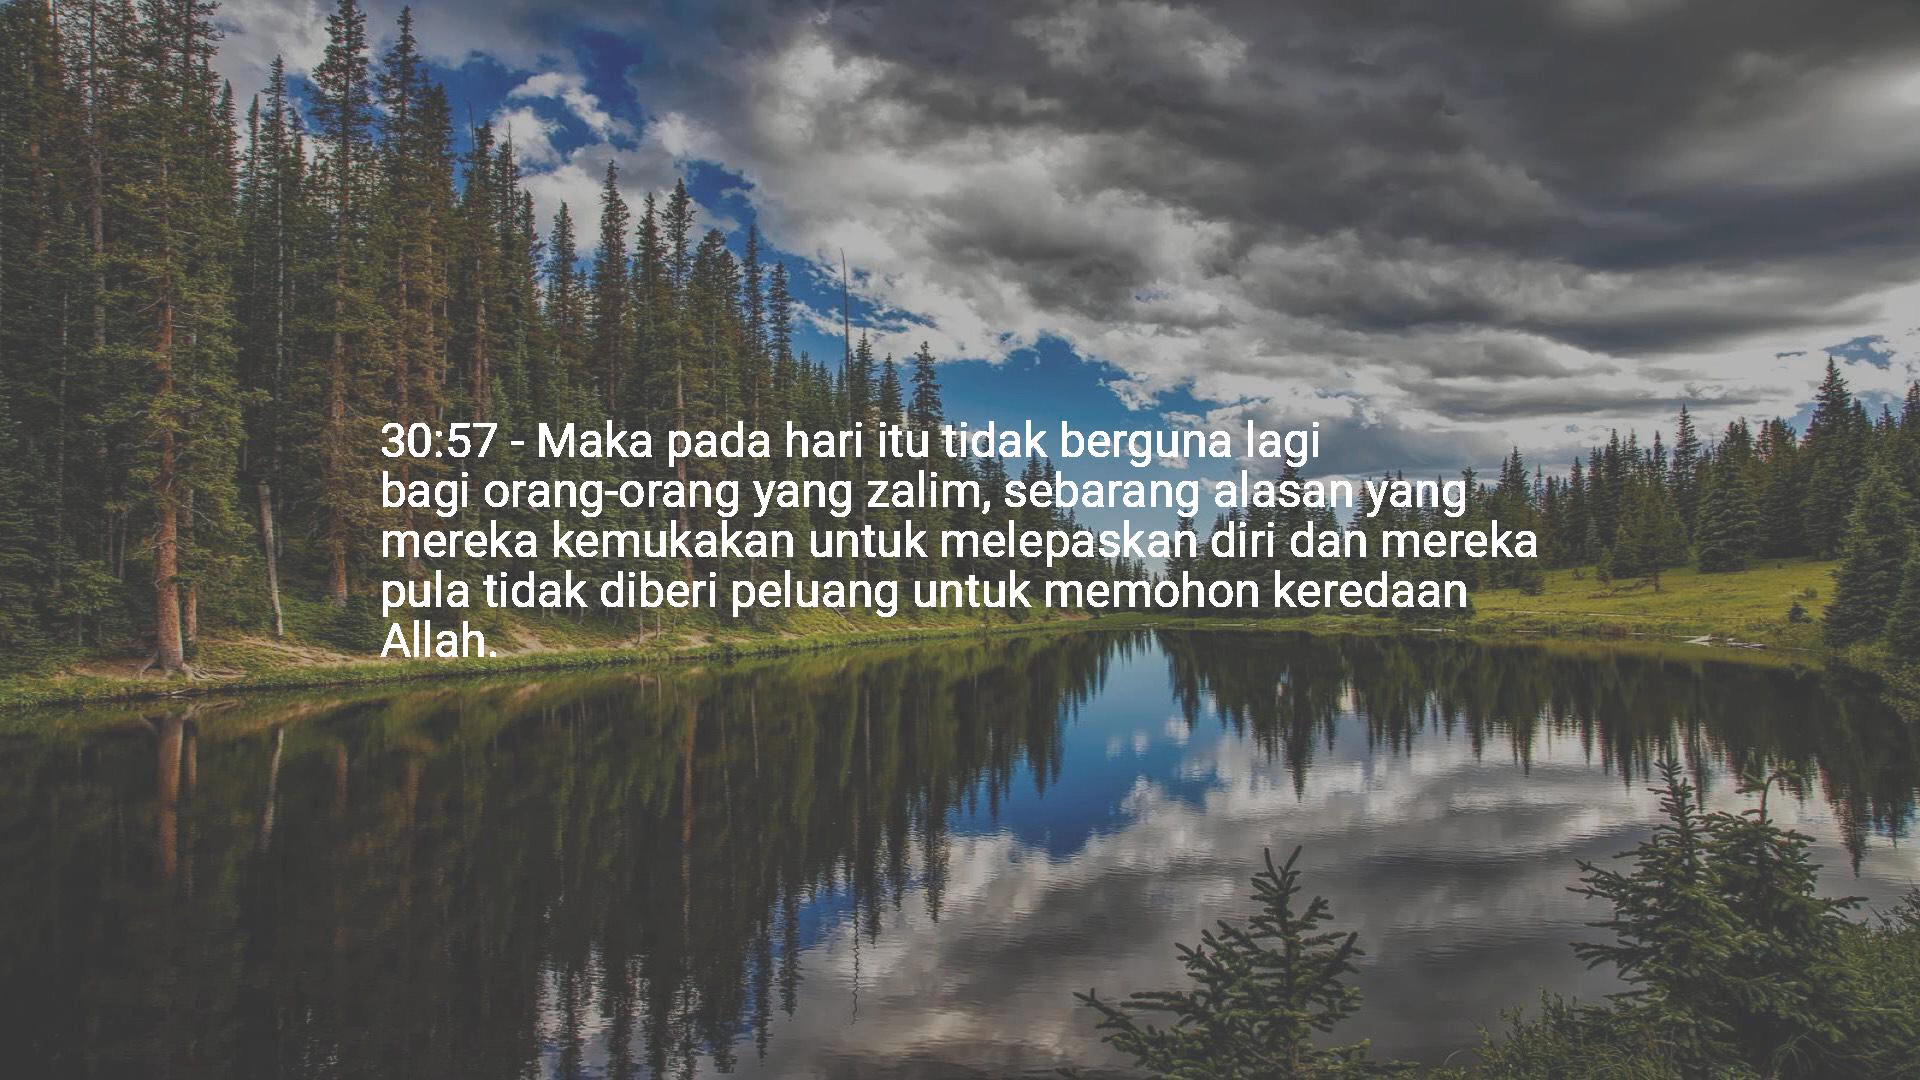 30:57 - Maka pada hari itu tidak berguna lagi
bagi orang-orang yang zalim, sebarang alasan yang
mereka kemukakan untuk melepaskan diri dan mereka
pula tidak diberi peluang untuk memohon keredaan
Allah.